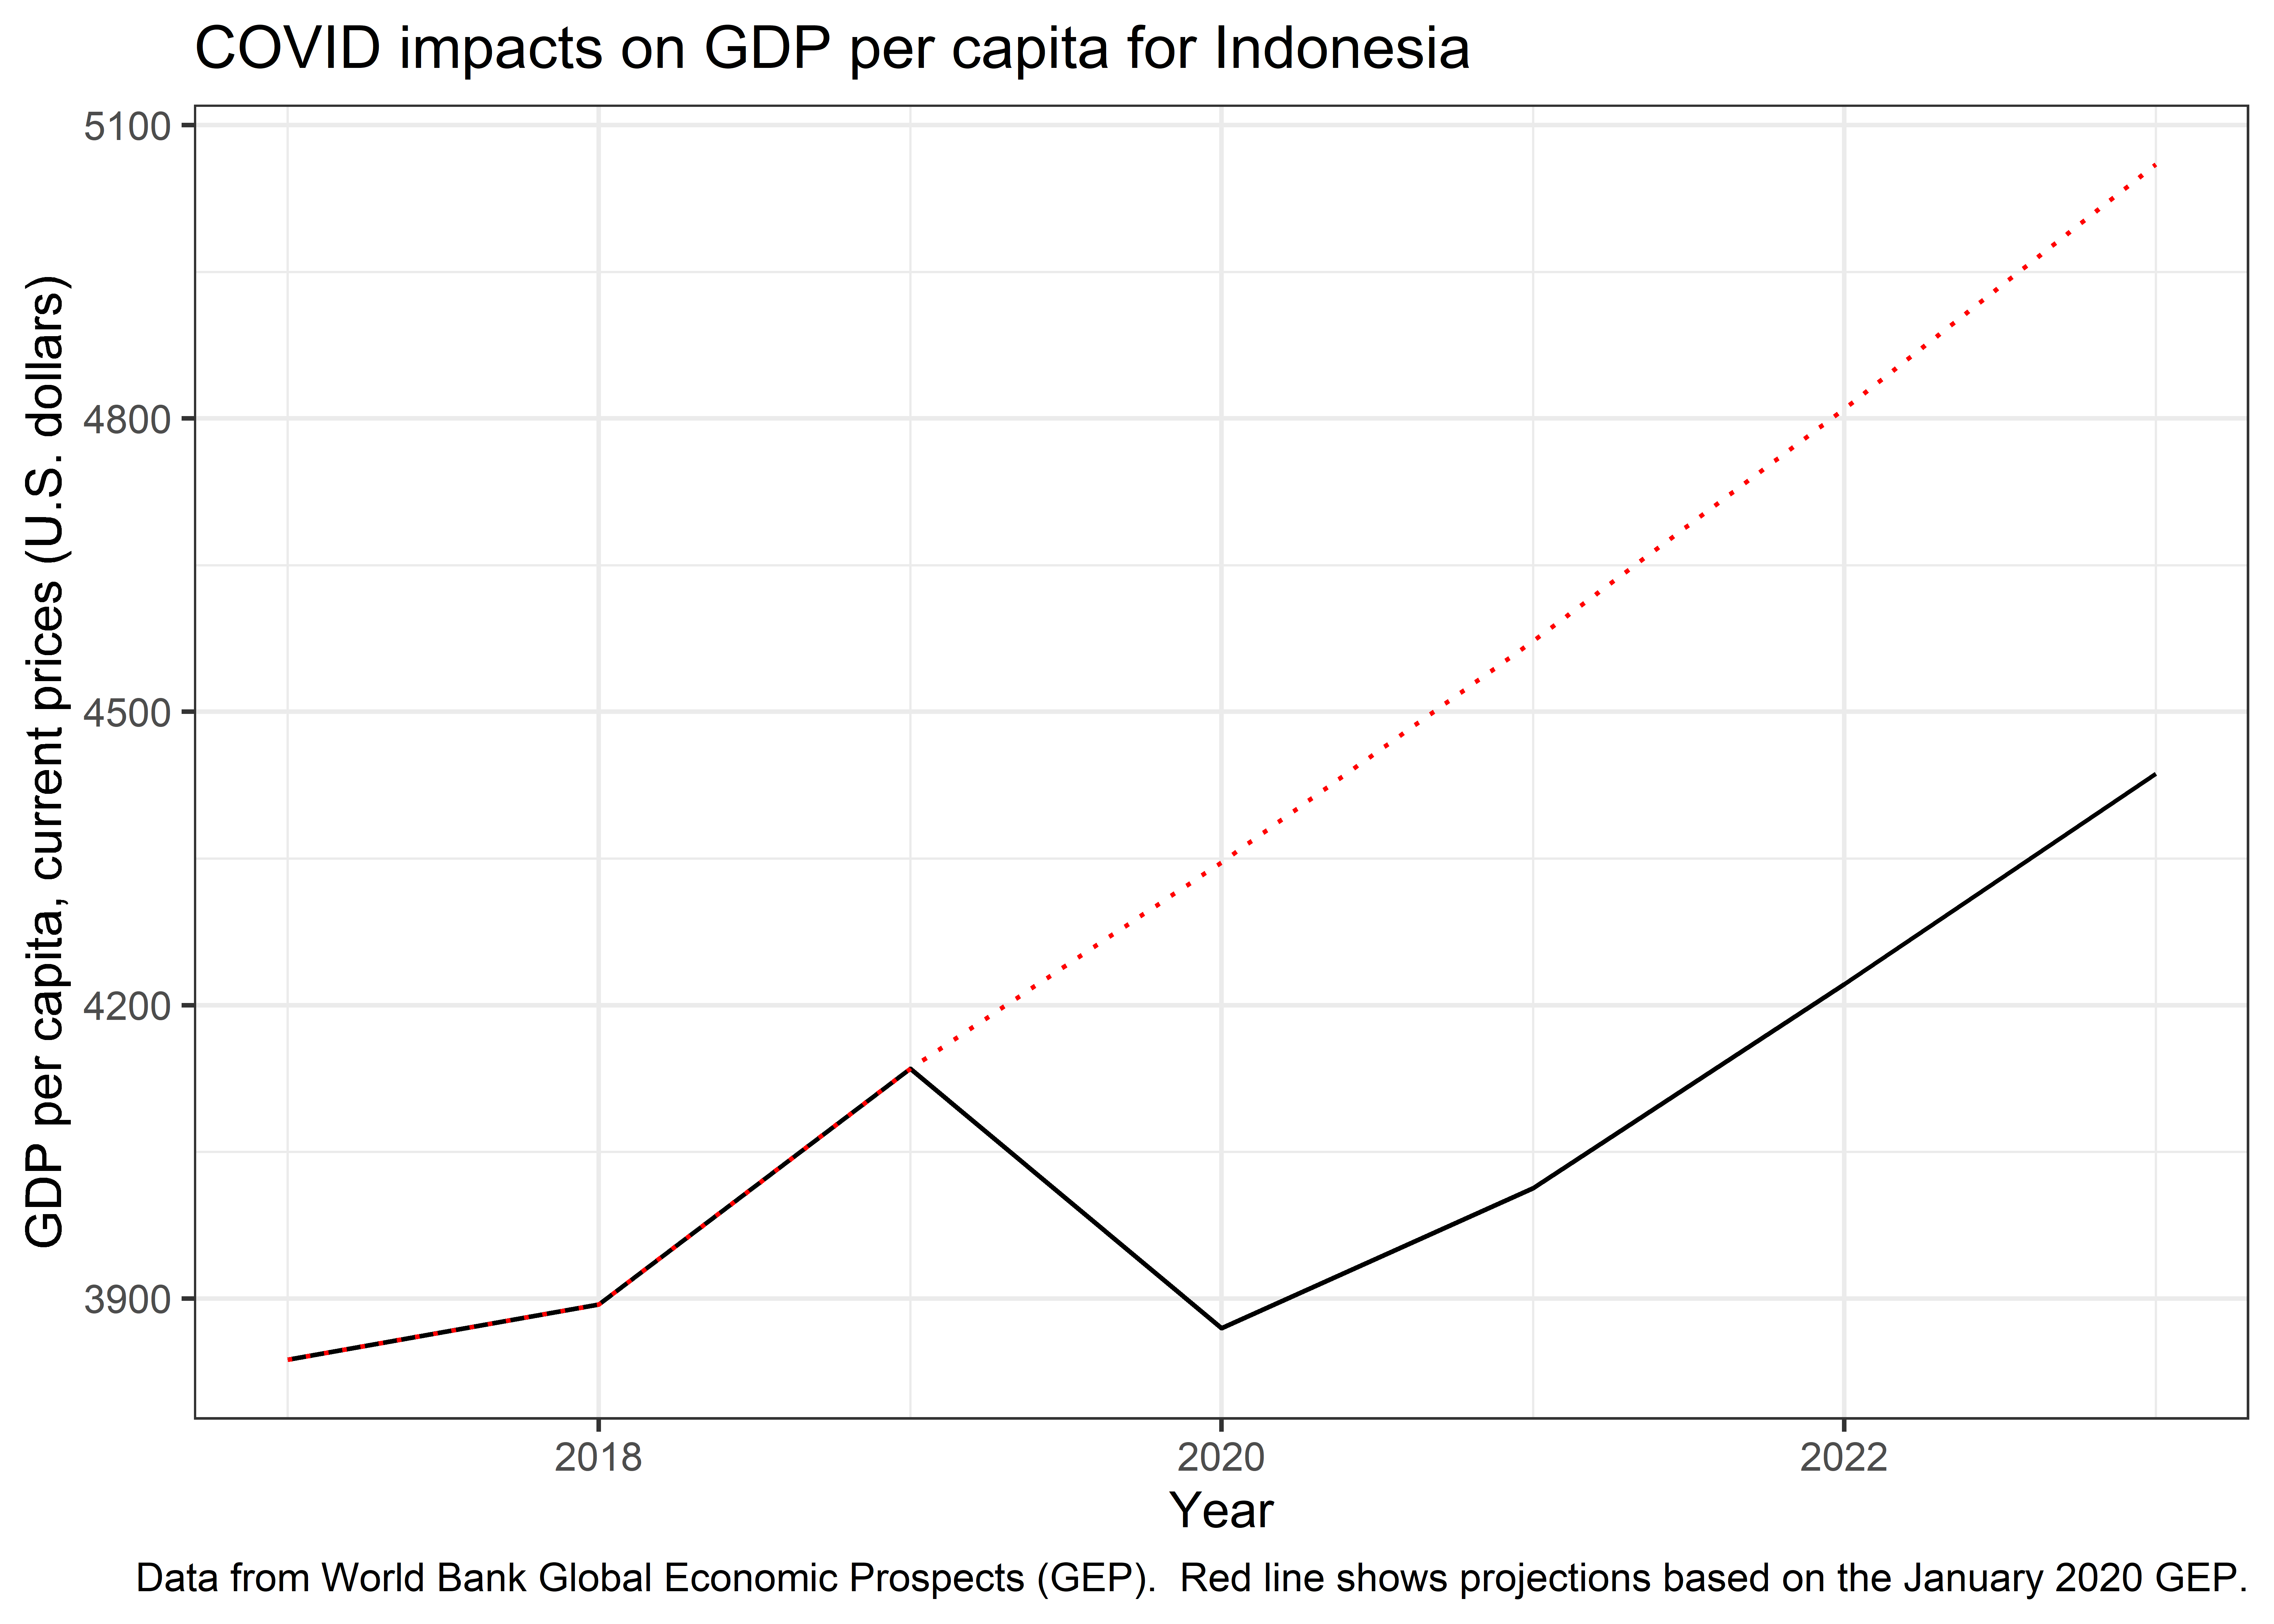 COVID impacts on GDP per capita for Indonesia
GDP per capita, current prices (U.S. dollars)
5100
4800
4500
4200
3900
2018
2020
2022
Year
Data from World Bank Global Economic Prospects (GEP).  Red line shows projections based on the January 2020 GEP.